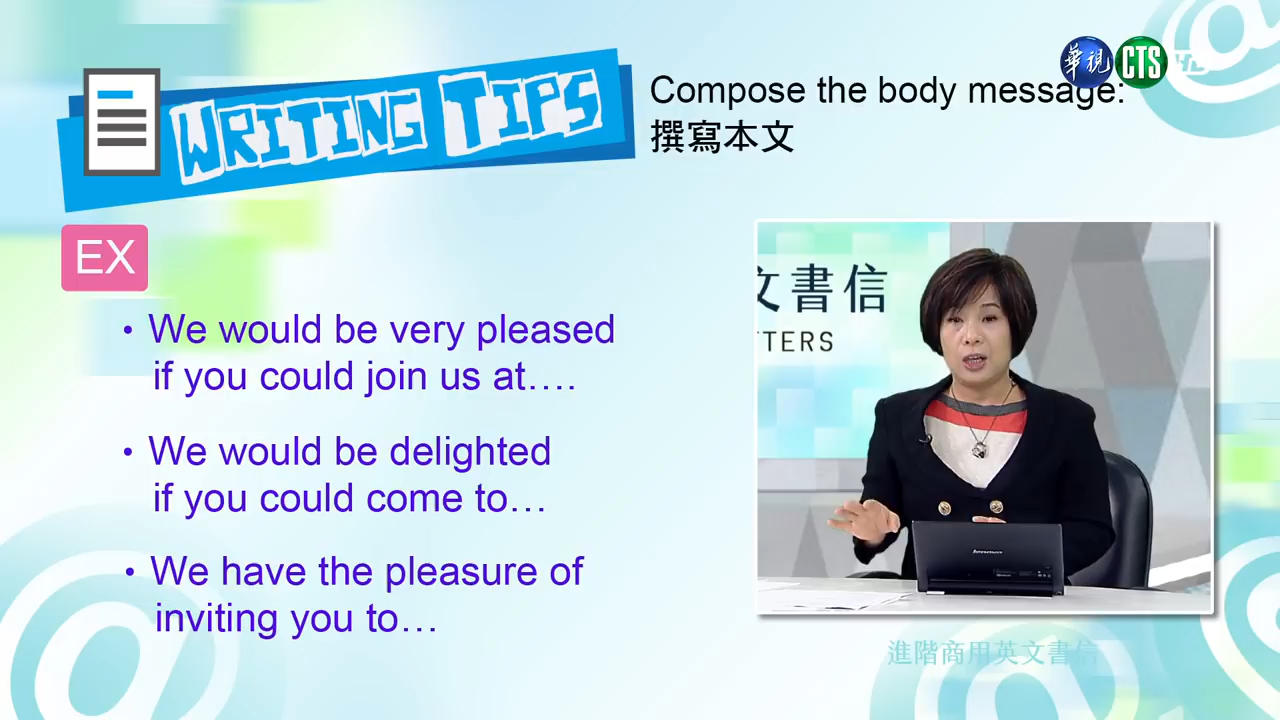 WRITING TIPS
Compose the body message:
撰寫本文
華視 CTS HD
EX
• We would be very pleased
if you could join us at….
• We would be delighted
if you could come to…
• We have the pleasure of
inviting you to…
文書信
TTERS
lenovo
進階商用英文書信